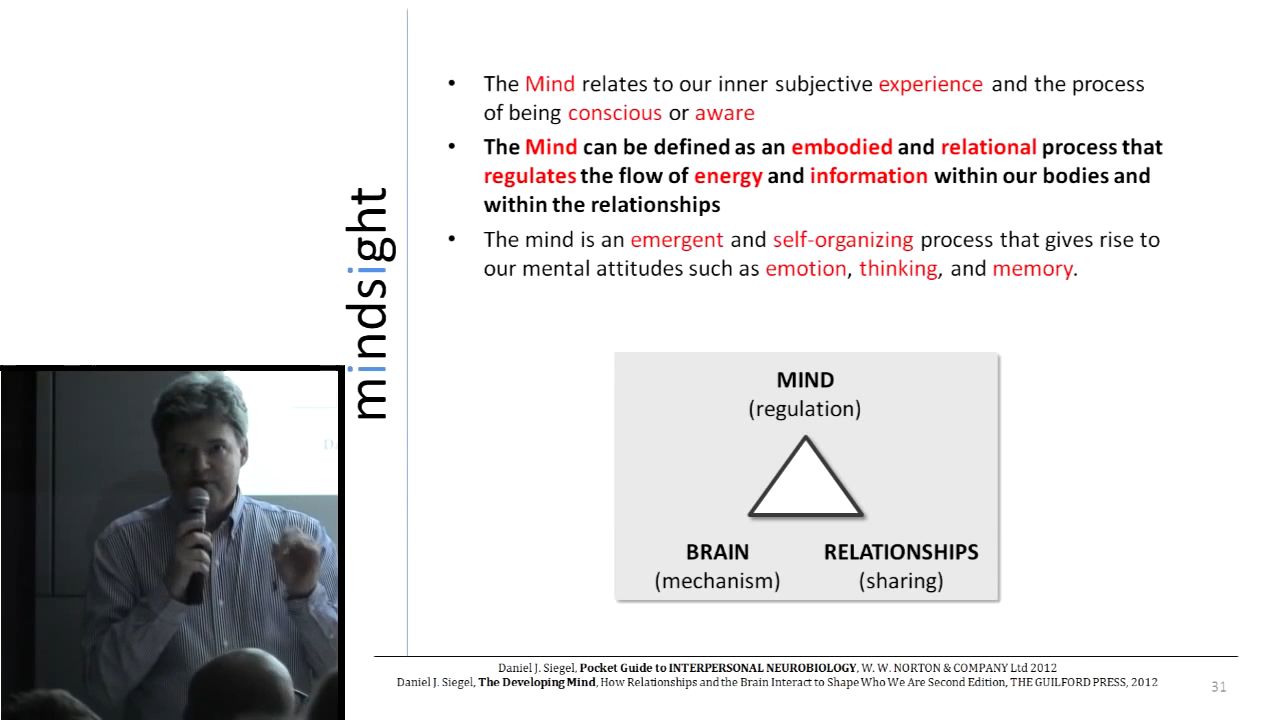 mindsight
• The Mind relates to our inner subjective experience and the process
of being conscious or aware
• The Mind can be defined as an embodied and relational process that
regulates the flow of energy and information within our bodies and
within the relationships
• The mind is an emergent and self-organizing process that gives rise to
our mental attitudes such as emotion, thinking, and memory.
MIND
(regulation)
BRAIN RELATIONSHIPS
(mechanism) (sharing)
Daniel J. Siegel, Pocket Guide to INTERPERSONAL NEUROBIOLOGY, W. W. NORTON & COMPANY Ltd 2012
Daniel J. Siegel, The Developing Mind, How Relationships and the Brain Interact to Shape Who We Are Second Edition, THE GUILFORD PRESS, 2012
31